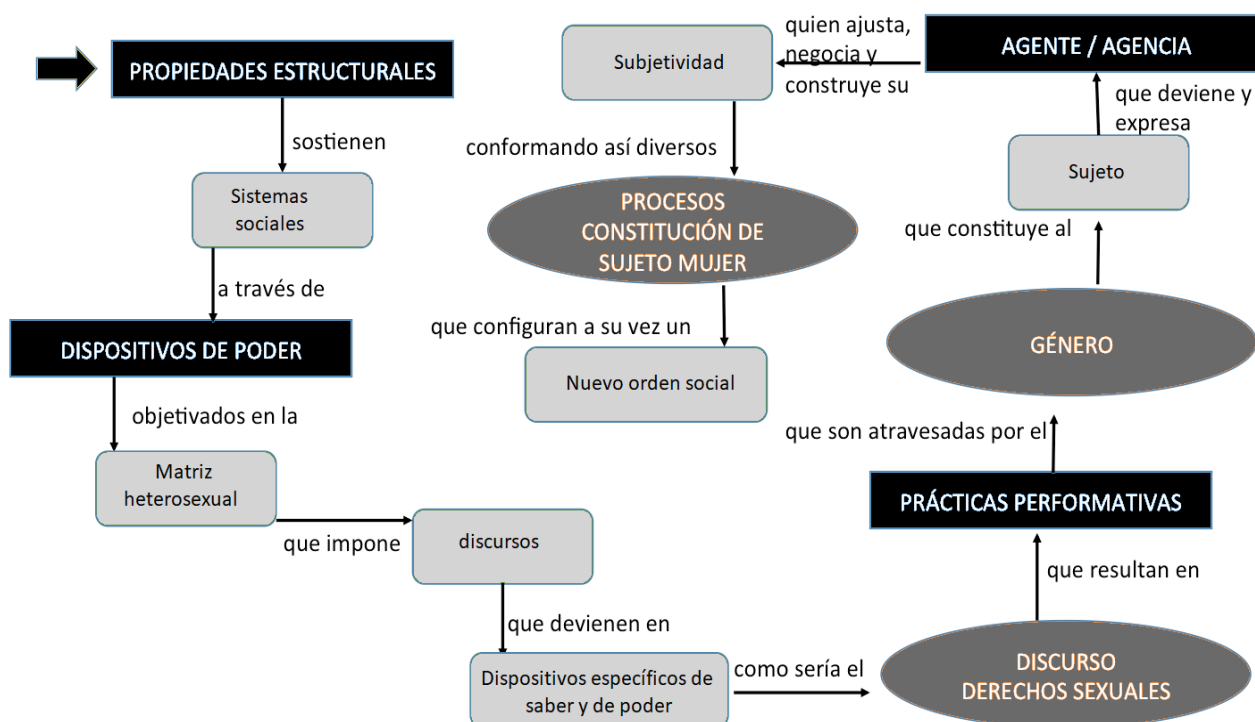 PROPIEDADES ESTRUCTURALES
sostienen
Sistemas
sociales
a través de
DISPOSITIVOS DE PODER
objetivados en la
Matriz
heterosexual
que impone
discursos
que devienen en
Dispositivos específicos de
saber y de poder
como sería el
DISCURSO
DERECHOS SEXUALES
que resultan en
PRÁCTICAS PERFORMATIVAS
que son atravesadas por el
GÉNERO
que constituye al
Sujeto
que deviene y
expresa
AGENTE / AGENCIA
quien ajusta,
negocia y
construye su
Subjetividad
conformando así diversos
PROCESOS
CONSTITUCIÓN DE
SUJETO MUJER
que configuran a su vez un
Nuevo orden social